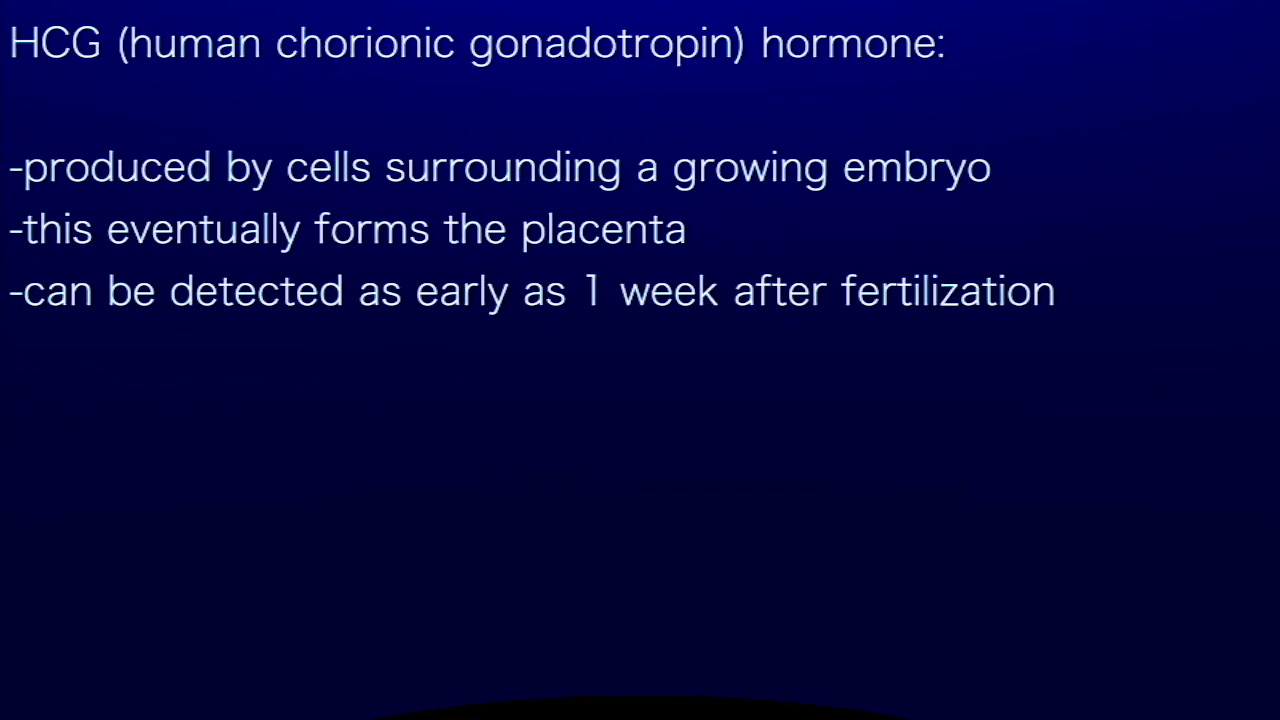 HCG (human chorionic gonadotropin) hormone:
-produced by cells surrounding a growing embryo
-this eventually forms the placenta
-can be detected as early as 1 week after fertilization